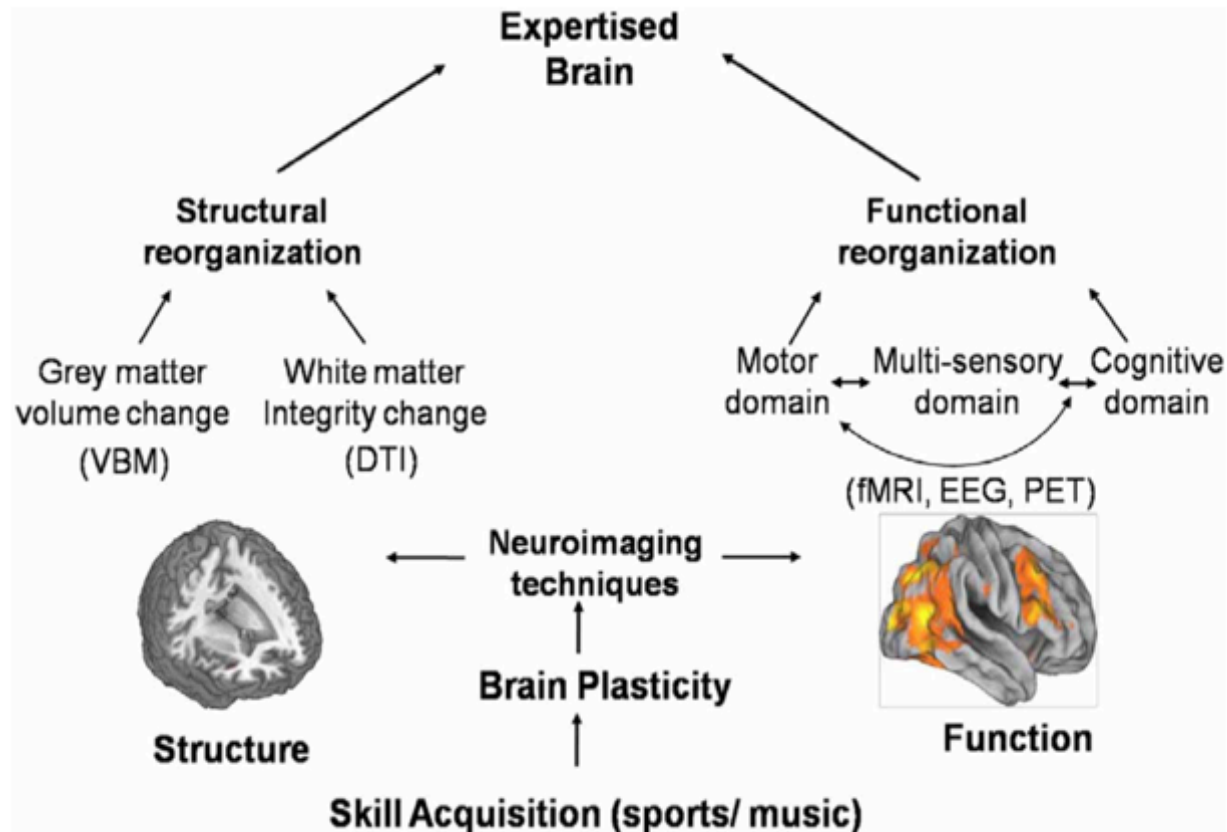 Expertised
Brain
Structural
reorganization
Functional
reorganization
Grey matter
volume change
(VBM)
White matter
Integrity change
(DTI)
Motor
domain
Multi-sensory
domain
Cognitive
domain
(fMRI, EEG, PET)
Neuroimaging
techniques
Brain Plasticity
Structure
Function
Skill Acquisition (sports/ music)